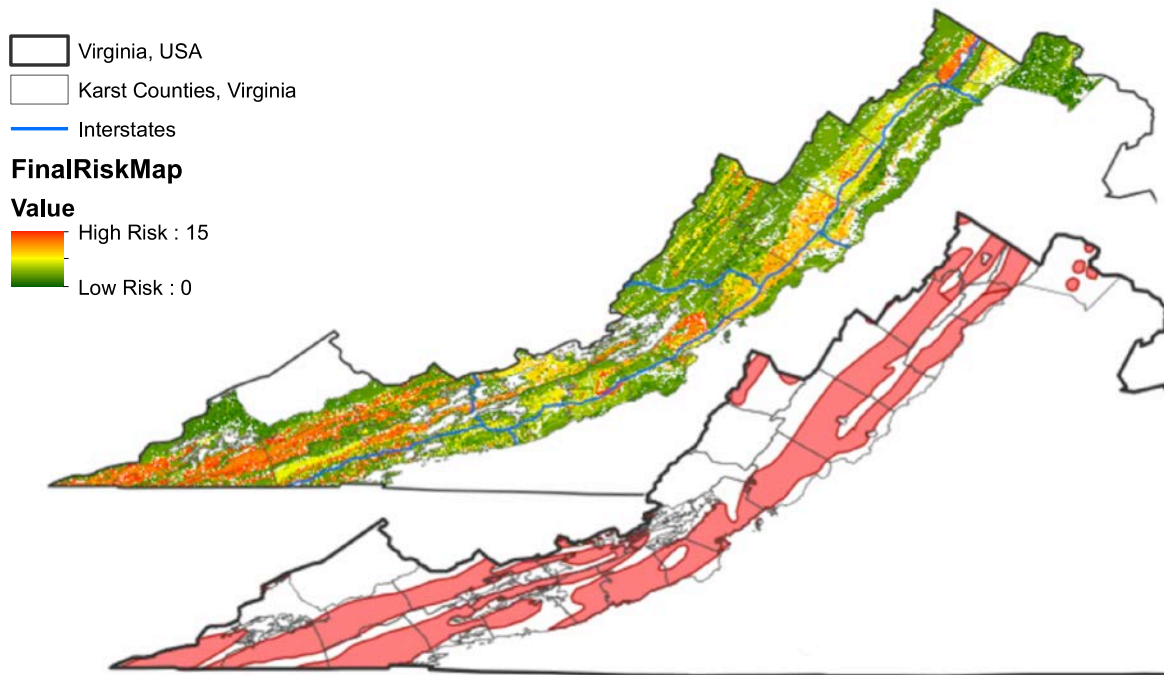 Virginia, USA
Karst Counties, Virginia
Interstates
FinalRiskMap
Value
High Risk : 15
Low Risk : 0